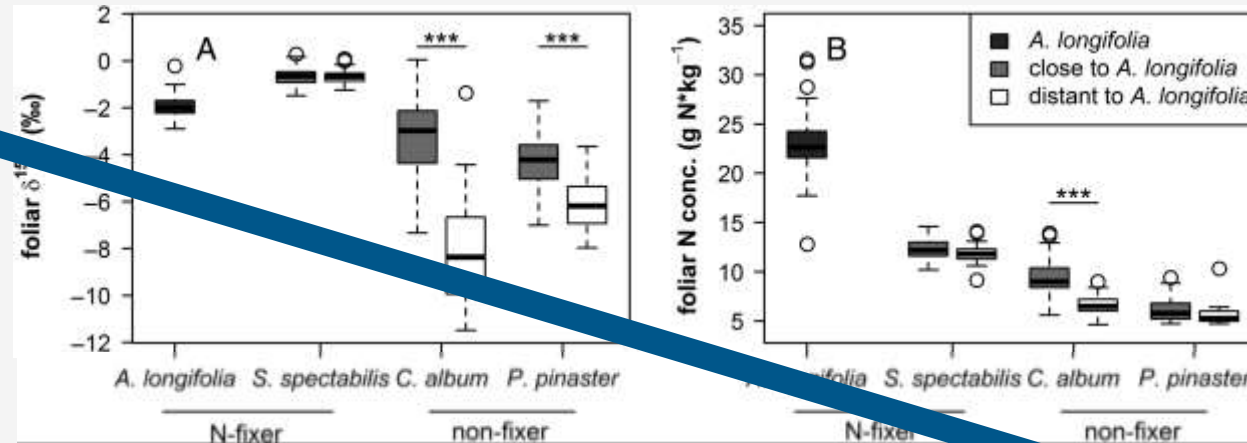 A
foliar δ¹⁵ (‰)
2
0
−2
−4
−6
−8
−10
−12
***
***
A. longifolia
S. spectabilis
C. album
P. pinaster
N-fixer
non-fixer
B
foliar N conc. (g N*kg⁻¹)
35
30
25
20
15
10
5
A. longifolia
close to A. longifolia
distant to A. longifolia
***
S. spectabilis
C. album
P. pinaster
N-fixer
non-fixer